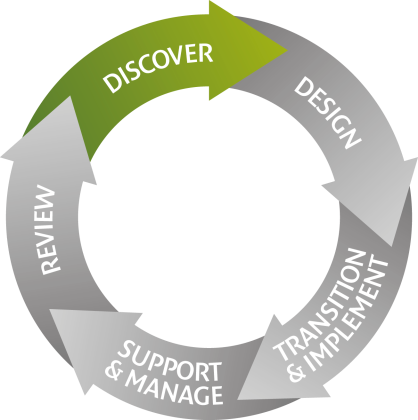 DISCOVER
DESIGN
TRANSITION
& IMPLEMENT
SUPPORT
& MANAGE
REVIEW